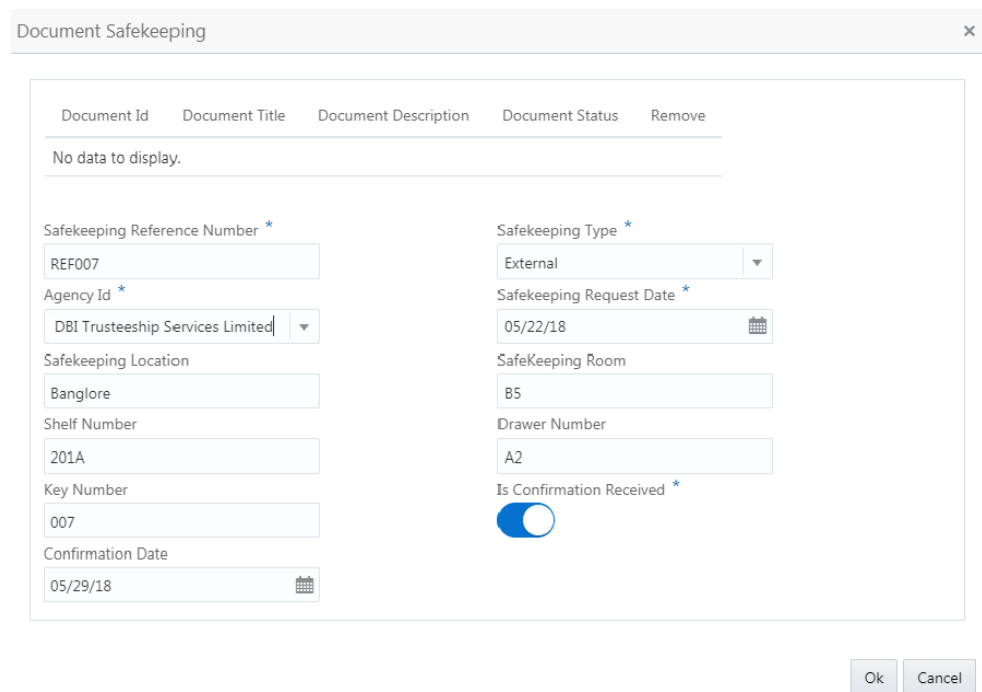 Document Safekeeping ×
Document Id Document Title Document Description Document Status Remove
No data to display.
Safekeeping Reference Number * Safekeeping Type *
REF007 External
Agency Id * Safekeeping Request Date *
DBI Trusteeship Services Limited 05/22/18
Safekeeping Location SafeKeeping Room
Banglore B5
Shelf Number Drawer Number
201A A2
Key Number Is Confirmation Received *
007
Confirmation Date
05/29/18
Ok Cancel